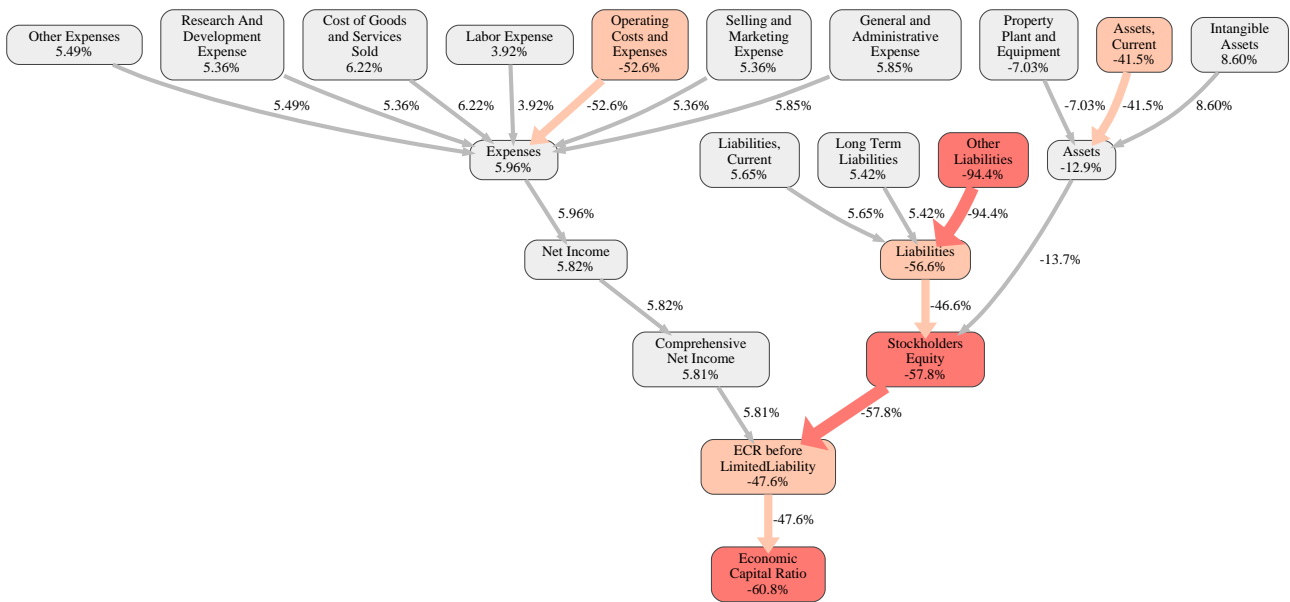 Other Expenses
5.49%
Research And
Development
Expense
5.36%
Cost of Goods
and Services
Sold
6.22%
Labor Expense
3.92%
Operating
Costs and
Expenses
-52.6%
Selling and
Marketing
Expense
5.36%
General and
Administrative
Expense
5.85%
Property
Plant and
Equipment
-7.03%
Assets,
Current
-41.5%
Intangible
Assets
8.60%
5.49%
5.36%
6.22%
3.92%
-52.6%
5.36%
5.85%
-7.03%
-41.5%
8.60%
Expenses
5.96%
Liabilities,
Current
5.65%
Long Term
Liabilities
5.42%
Other
Liabilities
-94.4%
Assets
-12.9%
5.96%
5.65%
5.42%
-94.4%
Net Income
5.82%
Liabilities
-56.6%
-13.7%
5.82%
-46.6%
Comprehensive
Net Income
5.81%
Stockholders
Equity
-57.8%
5.81%
-57.8%
ECR before
LimitedLiability
-47.6%
-47.6%
Economic
Capital Ratio
-60.8%